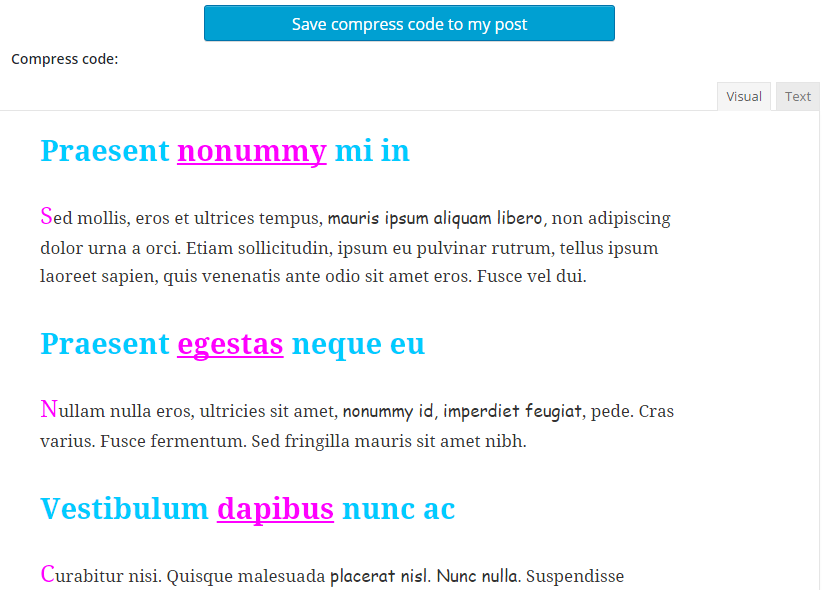 Save compress code to my post
Compress code:
Visual Text
Praesent nonummy mi in
Sed mollis, eros et ultrices tempus, mauris ipsum aliquam libero, non adipiscing
dolor urna a orci. Etiam sollicitudin, ipsum eu pulvinar rutrum, tellus ipsum
laoreet sapien, quis venenatis ante odio sit amet eros. Fusce vel dui.
Praesent egestas neque eu
Nullam nulla eros, ultricies sit amet, nonummy id, imperdiet feugiat, pede. Cras
varius. Fusce fermentum. Sed fringilla mauris sit amet nibh.
Vestibulum dapibus nunc ac
Curabitur nisi. Quisque malesuada placerat nisl. Nunc nulla. Suspendisse